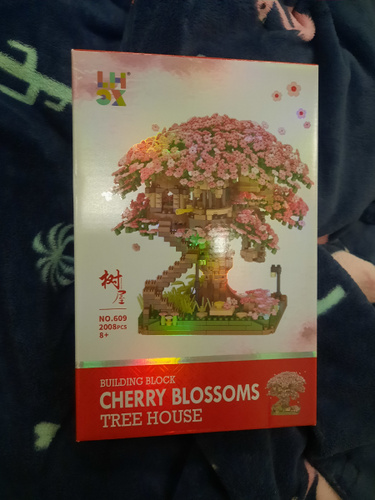 树
屋
NO.609
2008PCS
8+
BUILDING BLOCK
CHERRY BLOSSOMS
TREE HOUSE